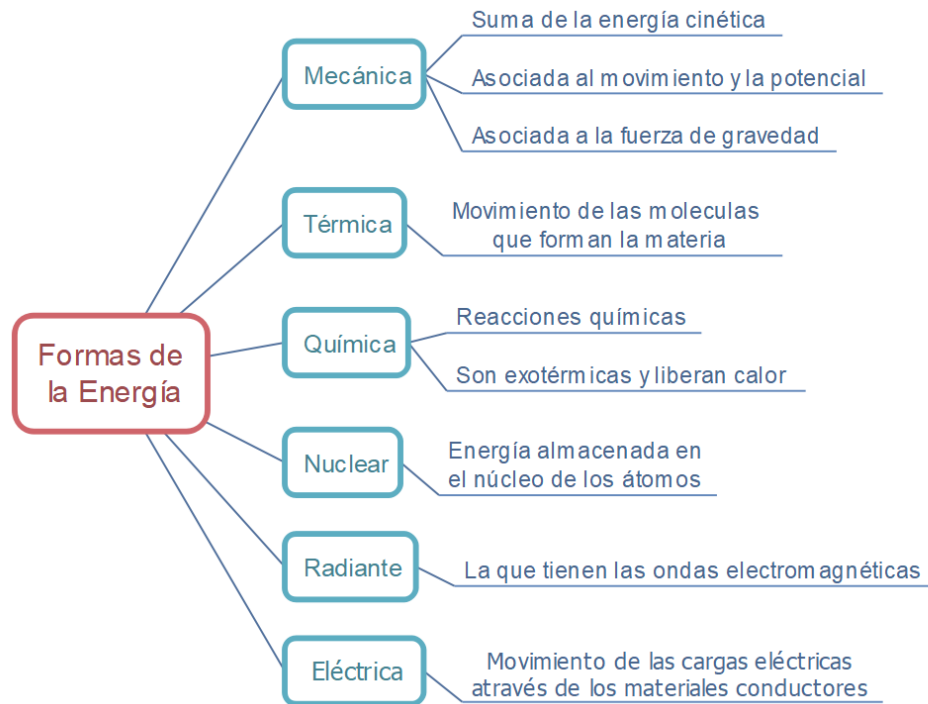 Formas de
la Energía
Mecánica
Suma de la energía cinética
Asociada al movimiento y la potencial
Asociada a la fuerza de gravedad
Térmica
Movimiento de las moleculas
que forman la materia
Química
Reacciones químicas
Son exotérmicas y liberan calor
Nuclear
Energía almacenada en
el núcleo de los átomos
Radiante
La que tienen las ondas electromagnéticas
Eléctrica
Movimiento de las cargas eléctricas
através de los materiales conductores